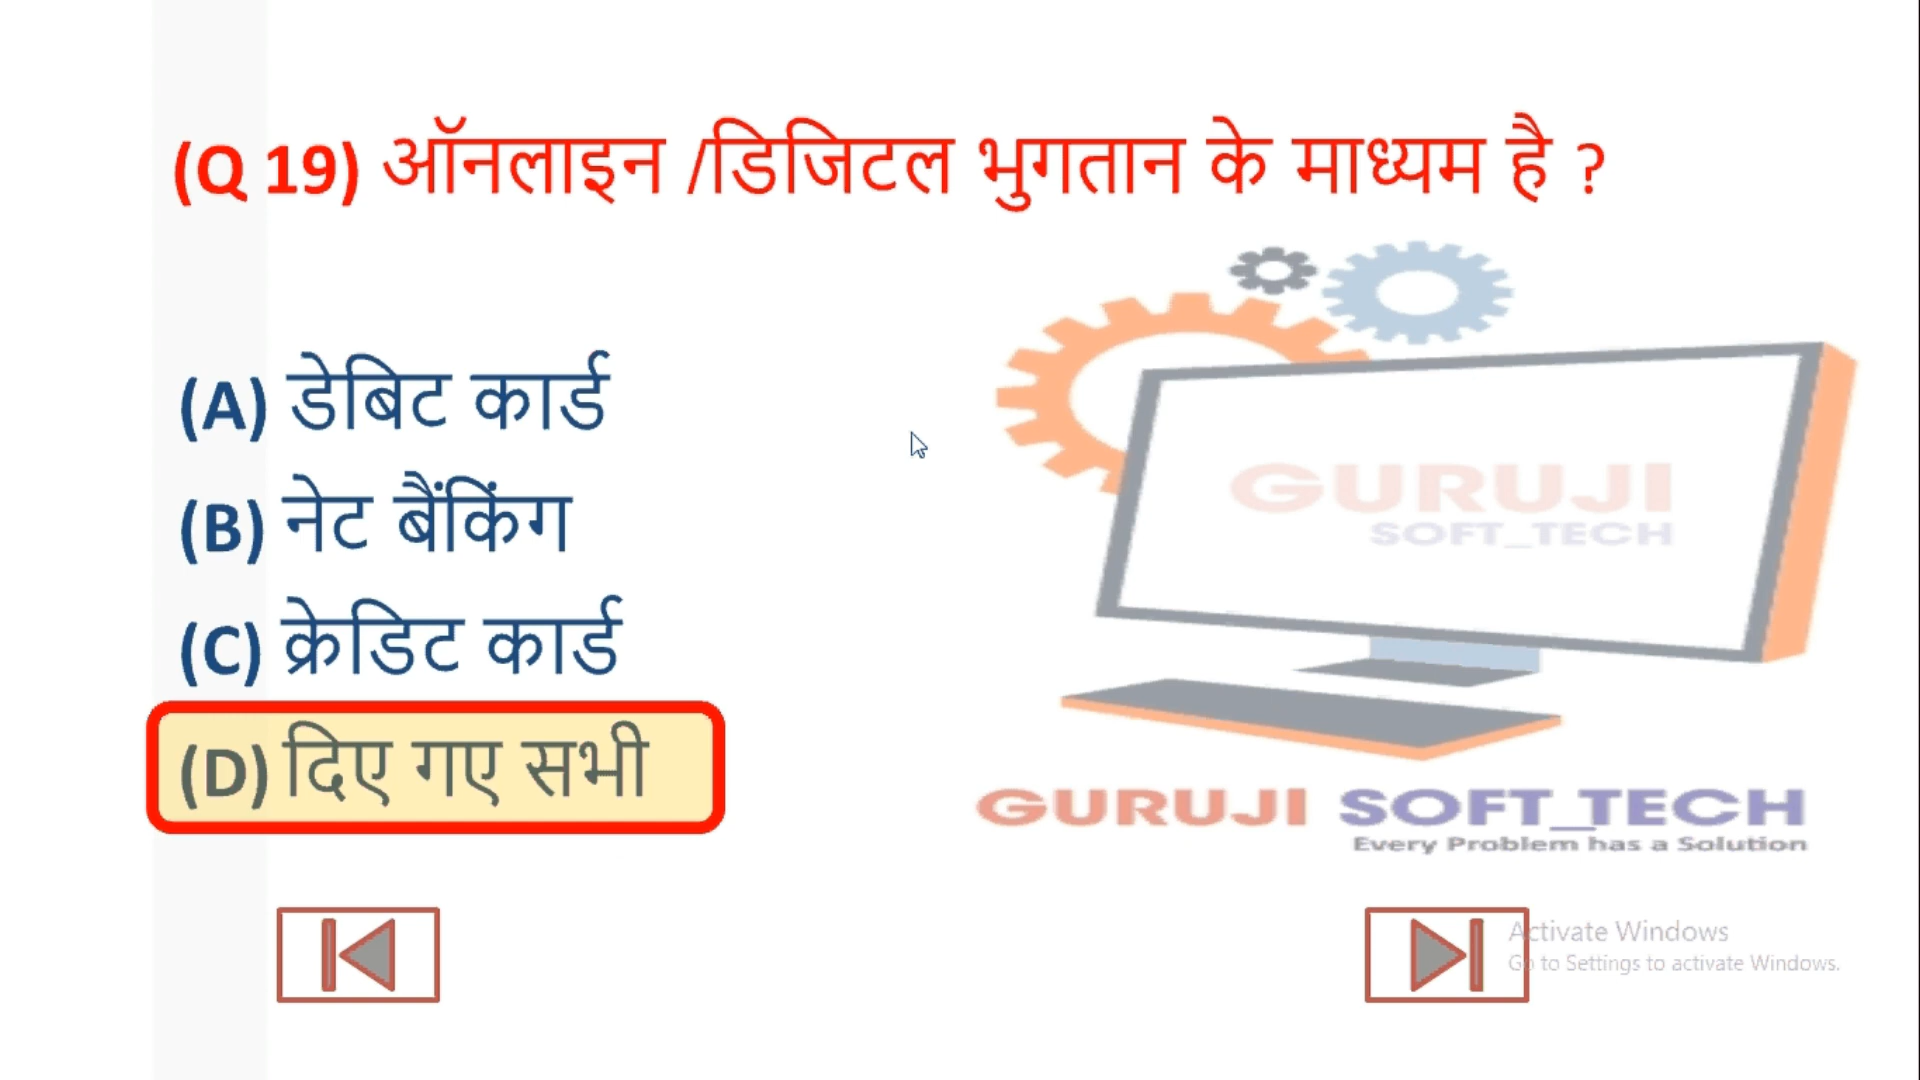 (Q 19) ऑनलाइन /डिजिटल भुगतान के माध्यम है ?
(A) डेबिट कार्ड
(B) नेट बैंकिंग
(C) क्रेडिट कार्ड
(D) दिए गए सभी
GURUJI
SOFT_TECH
GURUJI SOFT_TECH
Every Problem has a Solution
Activate Windows
Go to Settings to activate Windows.